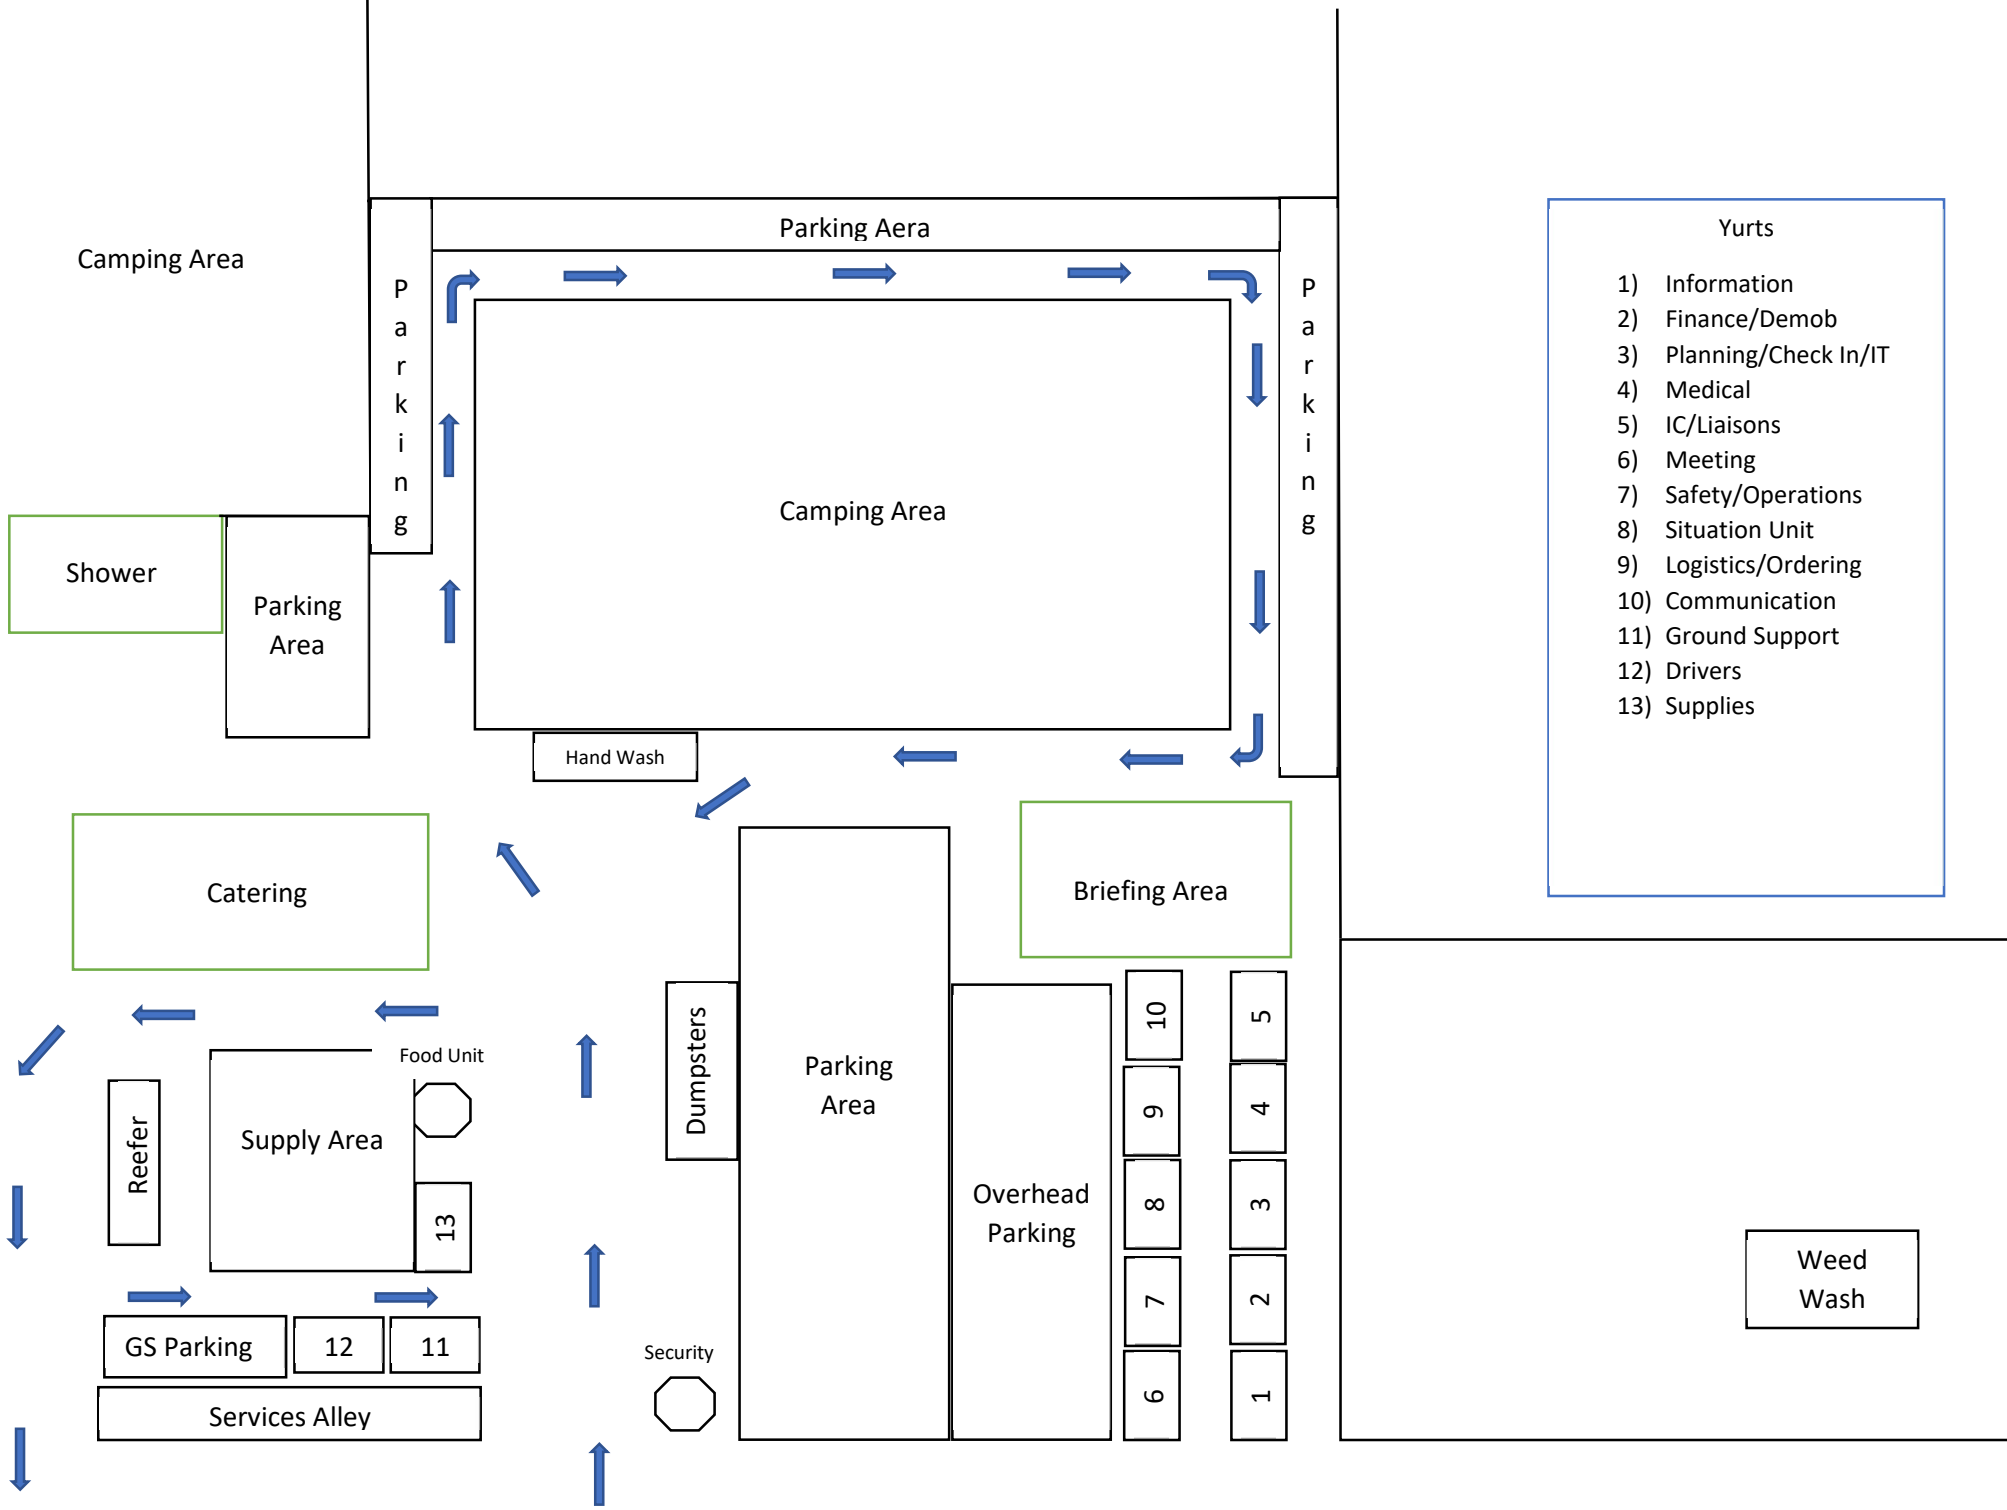 Parking Aera
Yurts
Camping Area
1) Information
2) Finance/Demob
3) Planning/Check In/IT
4) Medical
5) IC/Liaisons
6) Meeting
7) Safety/Operations
8) Situation Unit
9) Logistics/Ordering
10) Communication
11) Ground Support
12) Drivers
13) Supplies
P
a
r
k
i
n
g
P
a
r
k
i
n
g
Camping Area
Shower
Parking
Area
Hand Wash
Catering
Briefing Area
Dumpsters
Parking
Area
10
5
Food Unit
9
4
Reefer
Supply Area
Overhead
Parking
8
3
13
7
2
Weed
Wash
GS Parking
12
11
Security
6
1
Services Alley